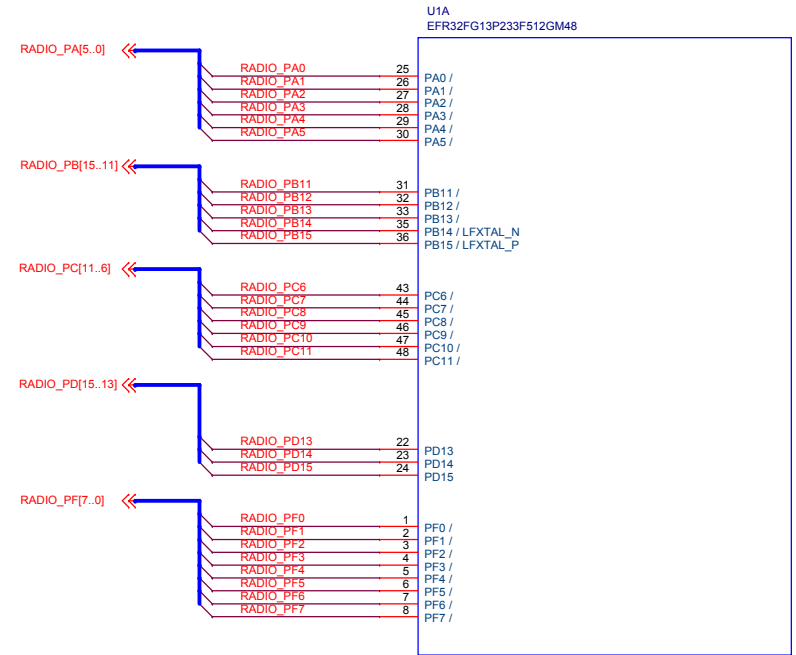 U1A
EFR32FG13P233F512GM48
RADIO_PA[5..0]
RADIO_PA0 25 PA0 /
RADIO_PA1 26 PA1 /
RADIO_PA2 27 PA2 /
RADIO_PA3 28 PA3 /
RADIO_PA4 29 PA4 /
RADIO_PA5 30 PA5 /
RADIO_PB[15..11]
RADIO_PB11 31 PB11 /
RADIO_PB12 32 PB12 /
RADIO_PB13 33 PB13 /
RADIO_PB14 35 PB14 / LFXTAL_N
RADIO_PB15 36 PB15 / LFXTAL_P
RADIO_PC[11..6]
RADIO_PC6 43 PC6 /
RADIO_PC7 44 PC7 /
RADIO_PC8 45 PC8 /
RADIO_PC9 46 PC9 /
RADIO_PC10 47 PC10 /
RADIO_PC11 48 PC11 /
RADIO_PD[15..13]
RADIO_PD13 22 PD13
RADIO_PD14 23 PD14
RADIO_PD15 24 PD15
RADIO_PF[7..0]
RADIO_PF0 1 PF0 /
RADIO_PF1 2 PF1 /
RADIO_PF2 3 PF2 /
RADIO_PF3 4 PF3 /
RADIO_PF4 5 PF4 /
RADIO_PF5 6 PF5 /
RADIO_PF6 7 PF6 /
RADIO_PF7 8 PF7 /